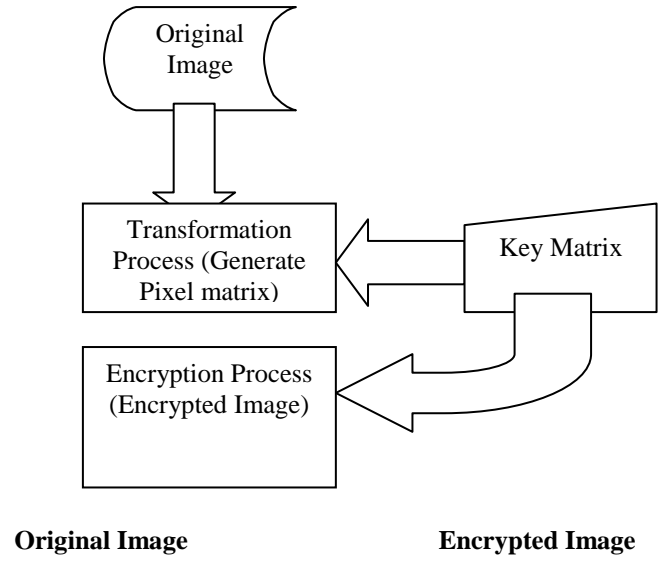 Original
Image
Transformation
Process (Generate
Pixel matrix)
Key Matrix
Encryption Process
(Encrypted Image)
Original Image
Encrypted Image